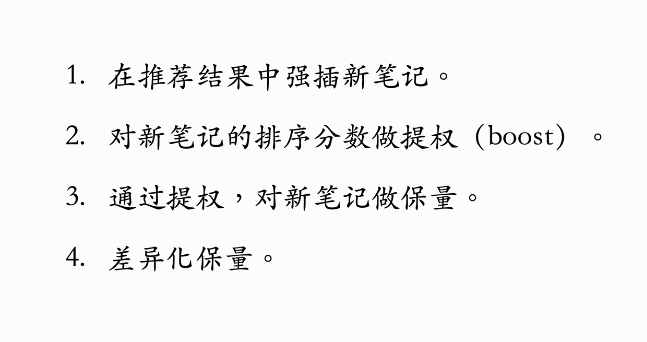 1. 在推荐结果中强插新笔记。
2. 对新笔记的排序分数做提权（boost）。
3. 通过提权，对新笔记做保量。
4. 差异化保量。